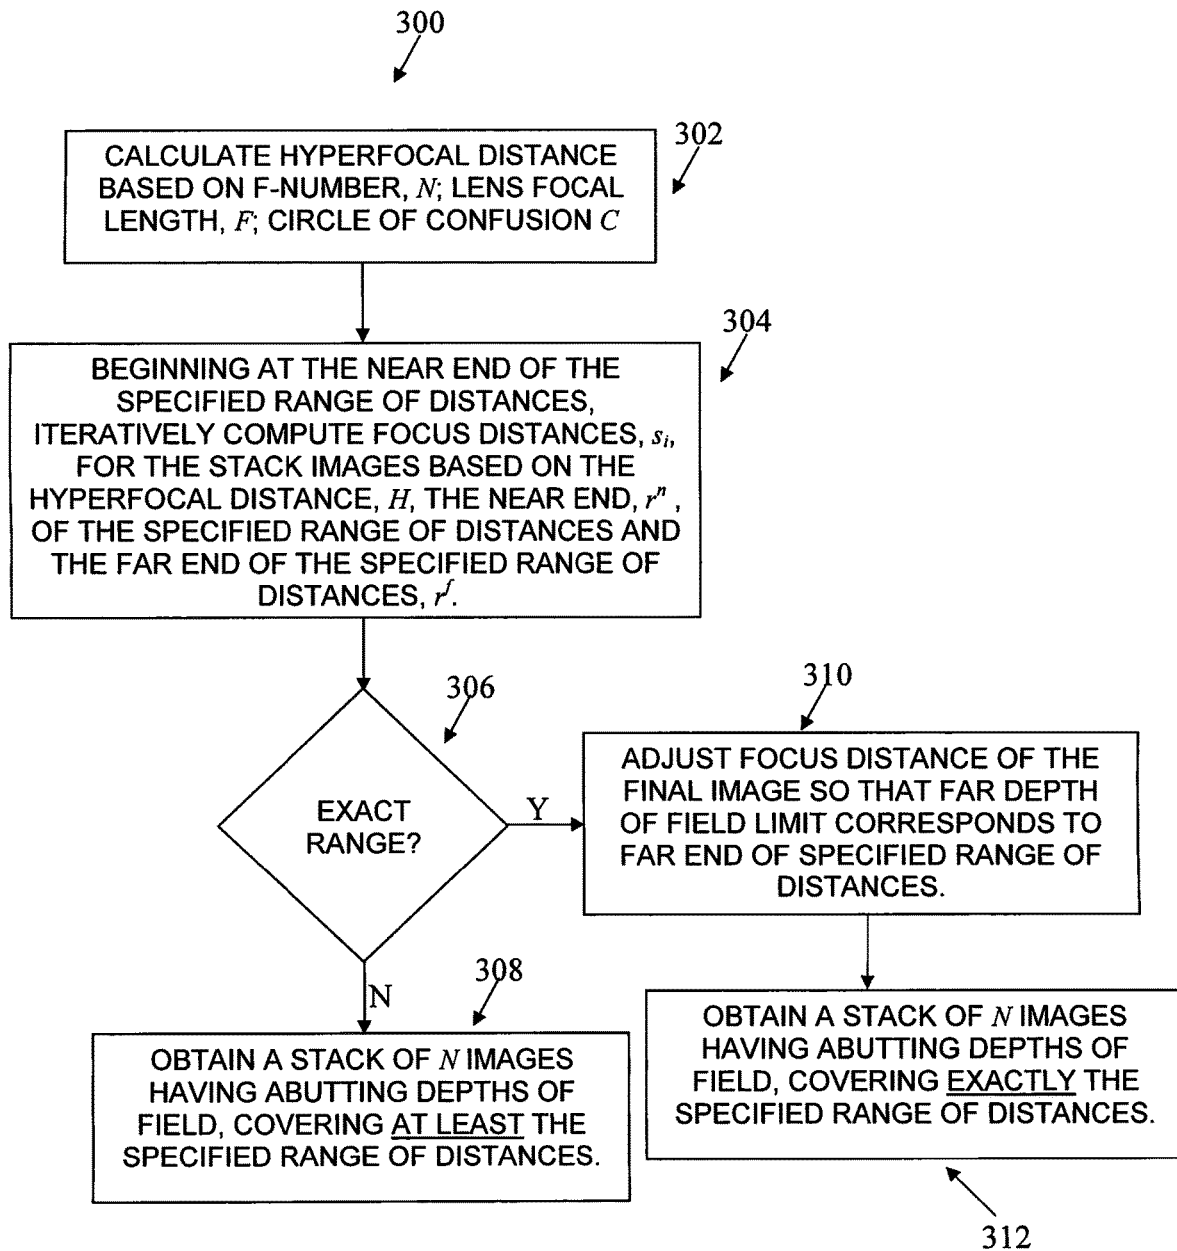 300
CALCULATE HYPERFOCAL DISTANCE
BASED ON F-NUMBER, N; LENS FOCAL
LENGTH, F; CIRCLE OF CONFUSION C
302
304
BEGINNING AT THE NEAR END OF THE
SPECIFIED RANGE OF DISTANCES,
ITERATIVELY COMPUTE FOCUS DISTANCES, sᵢ,
FOR THE STACK IMAGES BASED ON THE
HYPERFOCAL DISTANCE, H, THE NEAR END, rⁿ,
OF THE SPECIFIED RANGE OF DISTANCES AND
THE FAR END OF THE SPECIFIED RANGE OF
DISTANCES, rᶠ.
306
EXACT
RANGE?
Y
N
310
ADJUST FOCUS DISTANCE OF THE
FINAL IMAGE SO THAT FAR DEPTH
OF FIELD LIMIT CORRESPONDS TO
FAR END OF SPECIFIED RANGE OF
DISTANCES.
308
OBTAIN A STACK OF N IMAGES
HAVING ABUTTING DEPTHS OF
FIELD, COVERING AT LEAST THE
SPECIFIED RANGE OF DISTANCES.
OBTAIN A STACK OF N IMAGES
HAVING ABUTTING DEPTHS OF
FIELD, COVERING EXACTLY THE
SPECIFIED RANGE OF DISTANCES.
312